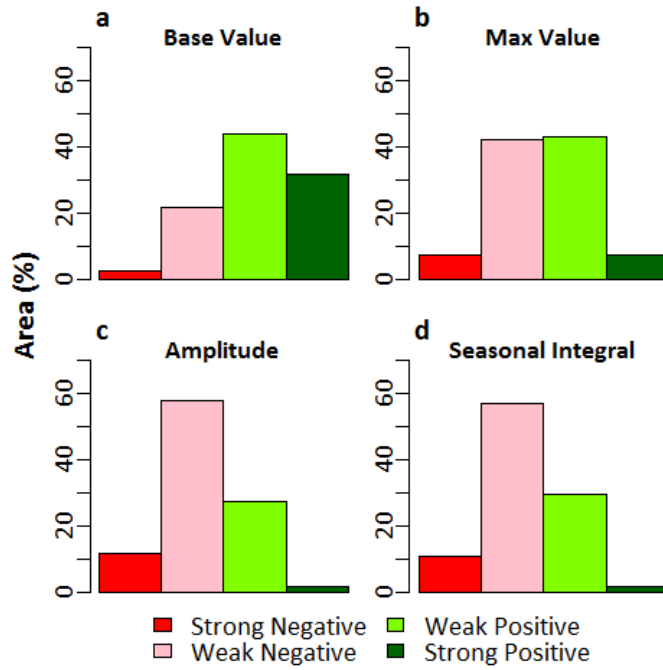 a
Base Value
0 20 40 60
b
Max Value
0 20 40 60
Area (%)
c
Amplitude
0 20 40 60
d
Seasonal Integral
0 20 40 60
Strong Negative
Weak Positive
Weak Negative
Strong Positive